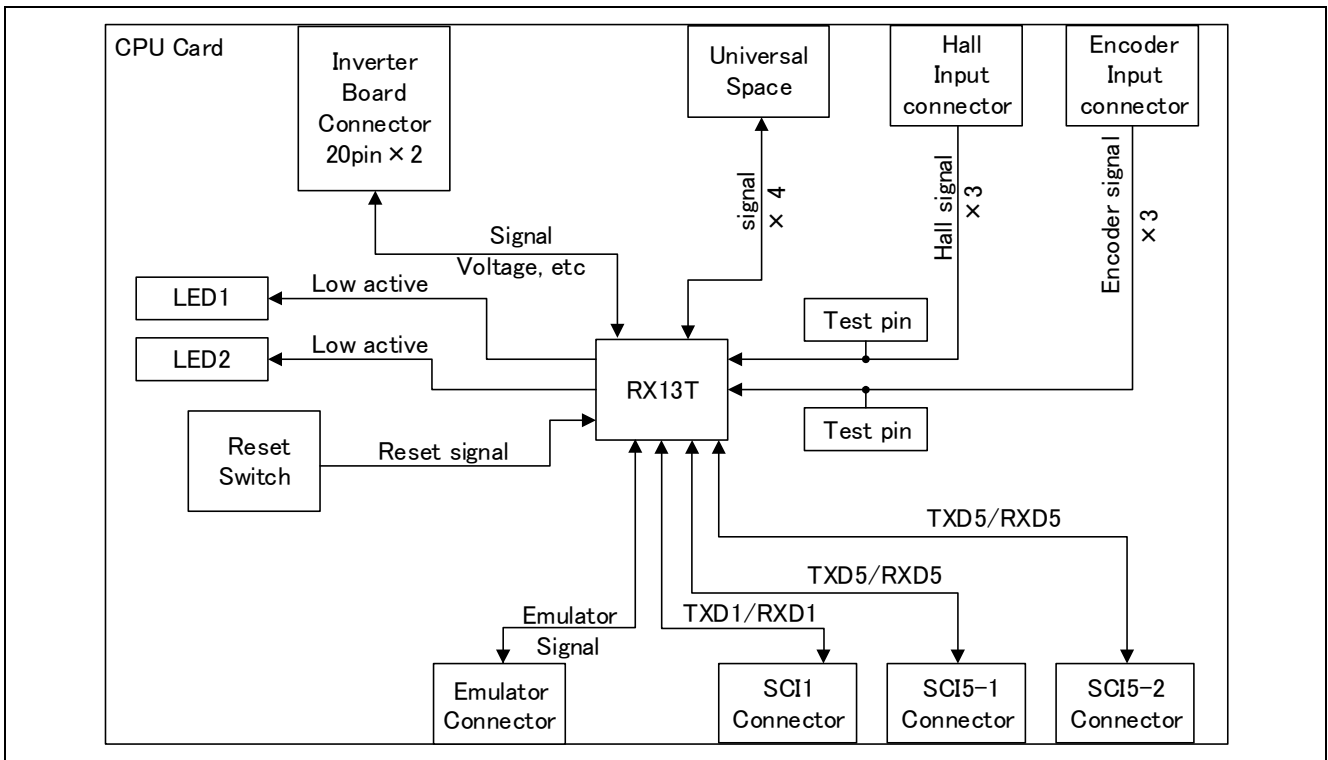 CPU Card
Inverter
Board
Connector
20pin × 2
Universal
Space
Hall
Input
connector
Encoder
Input
connector
signal
× 4
Hall signal
×3
Encoder signal
×3
Signal
Voltage, etc
LED1
Low active
LED2
Low active
Test pin
RX13T
Test pin
Reset
Switch
Reset signal
TXD5/RXD5
TXD5/RXD5
TXD1/RXD1
Emulator
Signal
Emulator
Connector
SCI1
Connector
SCI5-1
Connector
SCI5-2
Connector